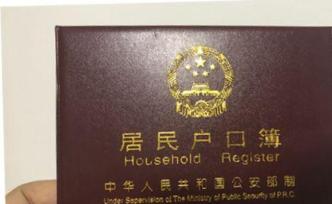 居民户口簿
Household Register
中华人民共和国公安部制
Under Supervision of The Ministry of Public Security of P.R.C